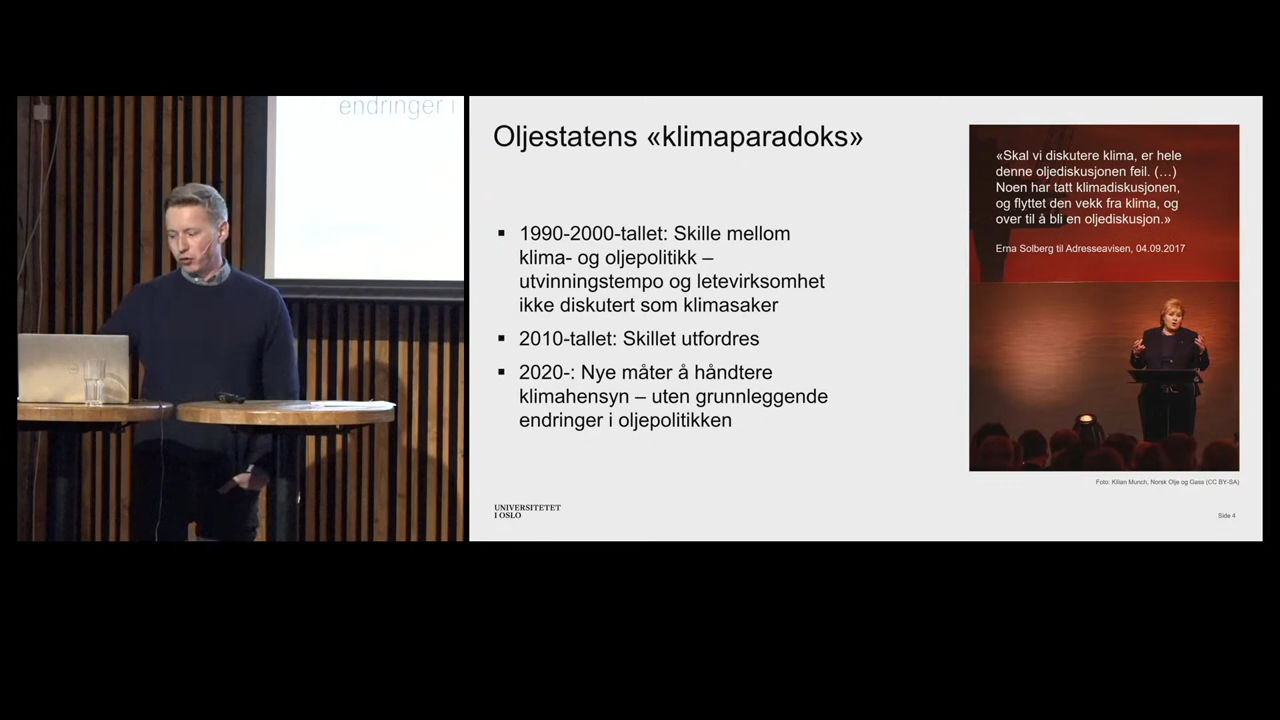 endringer i
Oljestatens «klimaparadoks»
1990-2000-tallet: Skille mellom
klima- og oljepolitikk –
utvinningstempo og letevirksomhet
ikke diskutert som klimasaker
2010-tallet: Skillet utfordres
2020-: Nye måter å håndtere
klimahensyn – uten grunnleggende
endringer i oljepolitikken
«Skal vi diskutere klima, er hele
denne oljediskusjonen feil. (…)
Noen har tatt klimadiskusjonen,
og flyttet den vekk fra klima, og
over til å bli en oljediskusjon.»
Erna Solberg til Adresseavisen, 04.09.2017
Foto: Kilian Munch, Norsk Olje og Gass (CC BY-SA)
UNIVERSITETET
I OSLO
Side 4